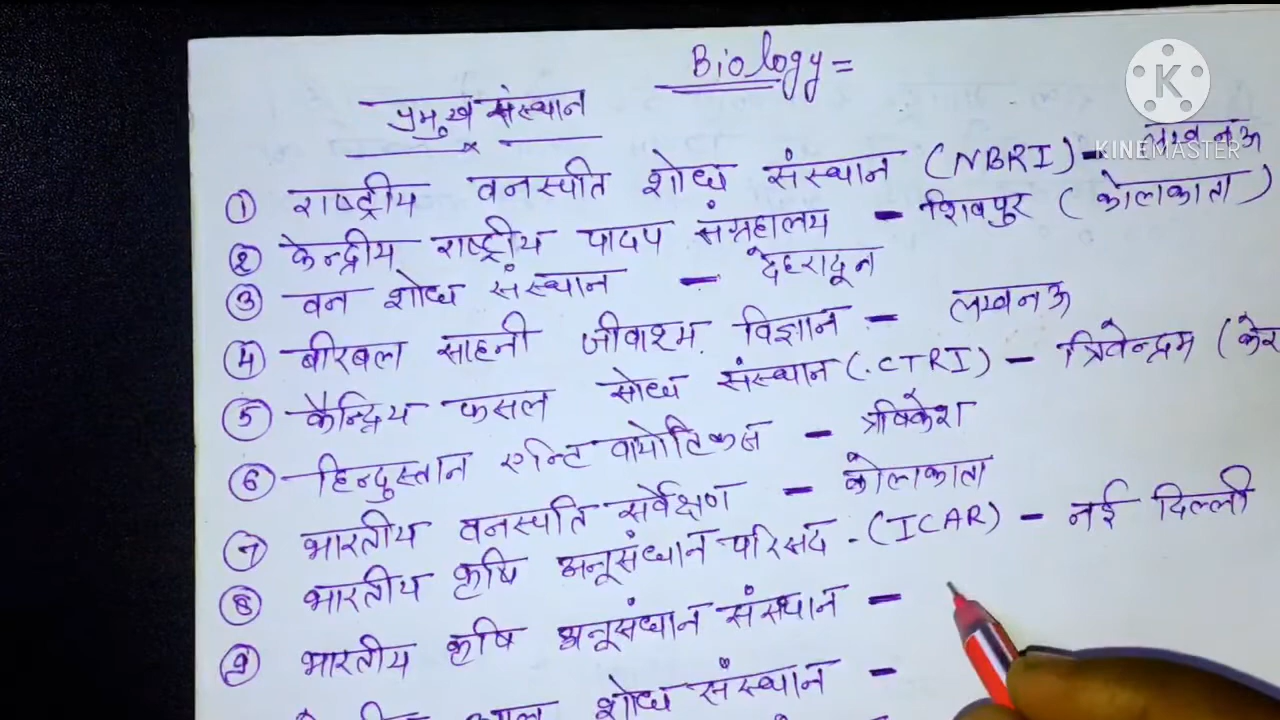 Biology =
प्रमुख संस्थान
① राष्ट्रीय वनस्पति शोध संस्थान (NBRI) - लखनऊ
② केन्द्रीय राष्ट्रीय पादप संग्रहालय - शिवपुर (कोलकाता)
③ वन शोध संस्थान - देहरादून
④ बीरबल साहनी जीवाश्म विज्ञान - लखनऊ
⑤ कैन्द्रिय फसल सोध संस्थान (.CTRI) - त्रिवेन्द्रम (केर
⑥ हिन्दुस्तान एन्टिवायोटिक्स - ऋषिकेश
⑦ भारतीय वनस्पति सर्वेक्षण - कोलाकाता
⑧ भारतीय कृषि अनुसंधान परिसद - (ICAR) - नई दिल्ली
⑨ भारतीय कृषि अनुसंधान संस्थान -
शोध संस्थान -
K
KINEMASTER